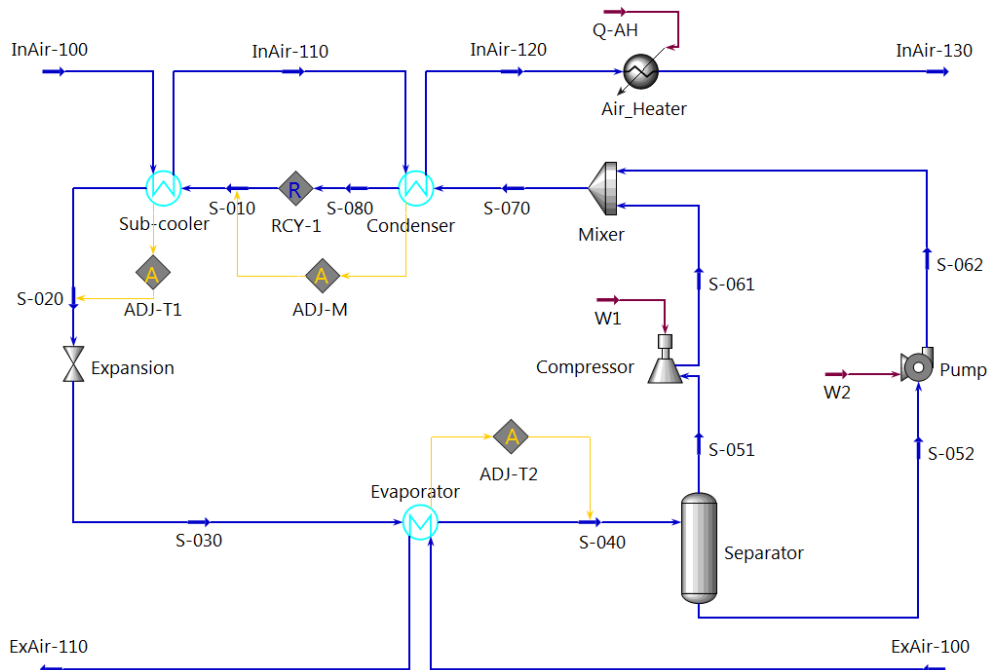 Q-AH
InAir-100
InAir-110
InAir-120
InAir-130
Air_Heater
R
S-010
S-080
S-070
Sub-cooler
RCY-1
Condenser
Mixer
A
A
S-062
S-061
S-020
ADJ-T1
ADJ-M
W1
Expansion
Compressor
Pump
W2
A
S-051
S-052
ADJ-T2
Evaporator
S-030
S-040
Separator
ExAir-110
ExAir-100